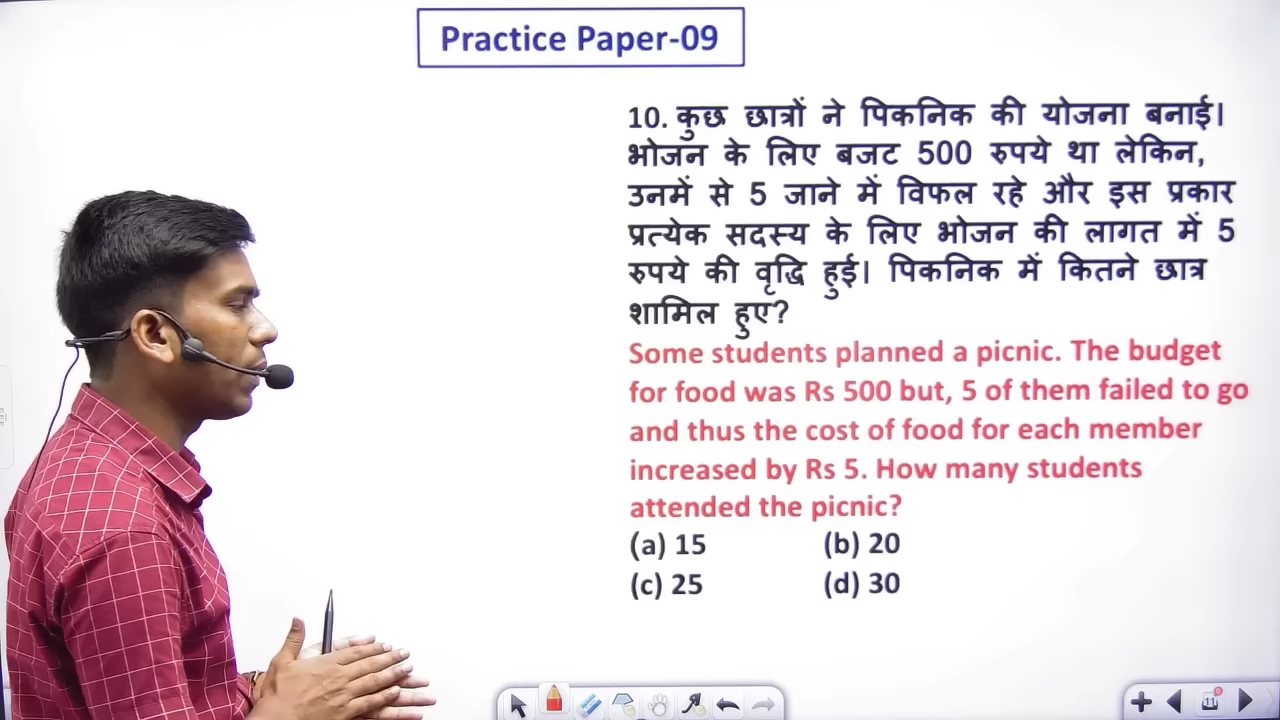 Practice Paper-09
10. कुछ छात्रों ने पिकनिक की योजना बनाई।
भोजन के लिए बजट 500 रुपये था लेकिन,
उनमें से 5 जाने में विफल रहे और इस प्रकार
प्रत्येक सदस्य के लिए भोजन की लागत में 5
रुपये की वृद्धि हुई। पिकनिक में कितने छात्र
शामिल हुए?
Some students planned a picnic. The budget
for food was Rs 500 but, 5 of them failed to go
and thus the cost of food for each member
increased by Rs 5. How many students
attended the picnic?
(a) 15 (b) 20
(c) 25 (d) 30
11